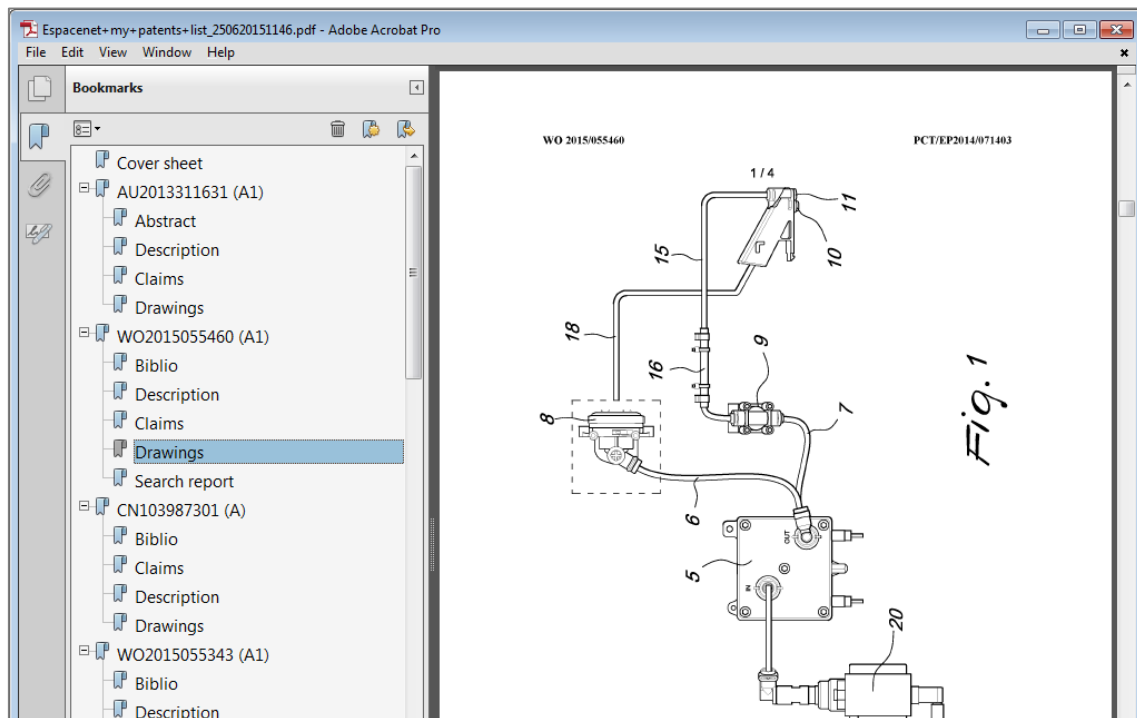 Espacenet+my+patents+list_250620151146.pdf - Adobe Acrobat Pro
File Edit View Window Help
Bookmarks
Cover sheet
AU2013311631 (A1)
Abstract
Description
Claims
Drawings
WO2015055460 (A1)
Biblio
Description
Claims
Drawings
Search report
CN103987301 (A)
Biblio
Claims
Description
Drawings
WO2015055343 (A1)
Biblio
Description
WO 2015/055460 PCT/EP2014/071403
1 / 4
11
10
15
18
16
9
8
7
Fig. 1
6
OUT
5
IN
20